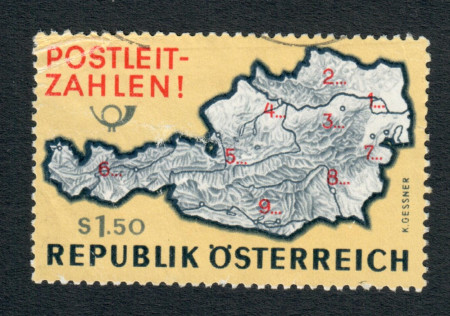 POSTLEIT-
ZAHLEN!
2...
1...
4...
3...
7...
5...
6...
8...
9...
S1.50
K.GESSNER
REPUBLIK ÖSTERREICH